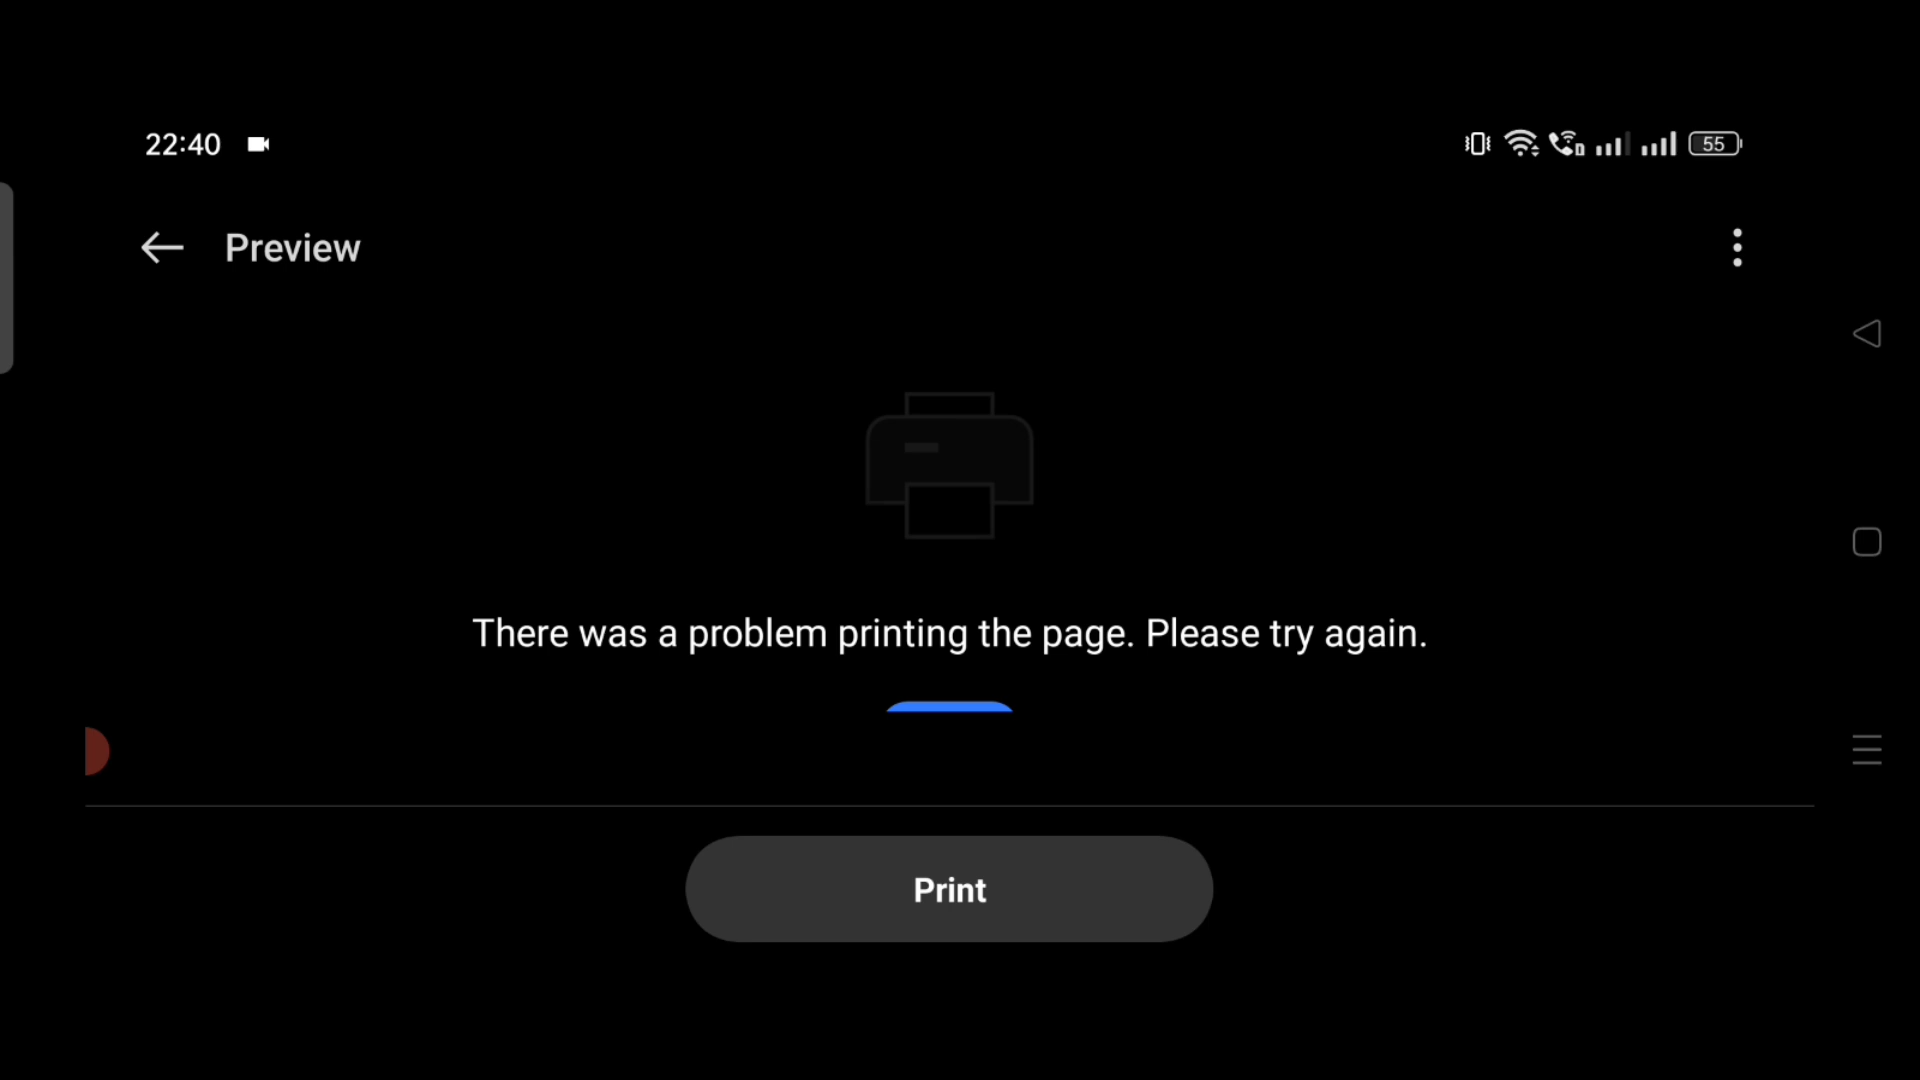 22:40
55
Preview
There was a problem printing the page. Please try again.
Print